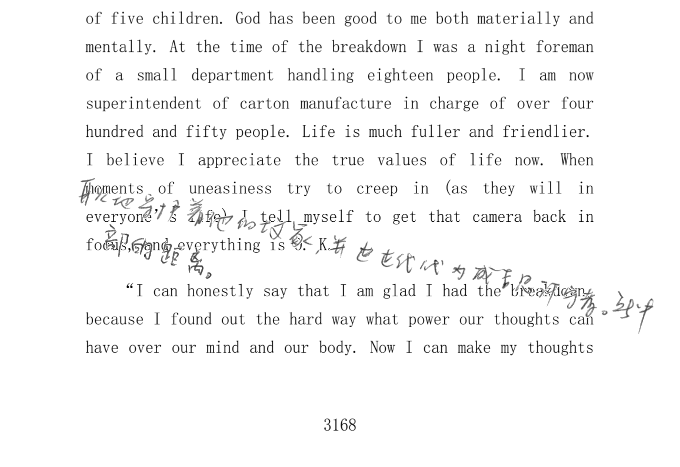 of five children. God has been good to me both materially and
mentally. At the time of the breakdown I was a night foreman
of a small department handling eighteen people. I am now
superintendent of carton manufacture in charge of over four
hundred and fifty people. Life is much fuller and friendlier.
I believe I appreciate the true values of life now. When
moments of uneasiness try to creep in (as they will in
everyone’s life) I tell myself to get that camera back in
focus, and everything is O. K.
部的距离。
“I can honestly say that I am glad I had the breakdown,
because I found out the hard way what power our thoughts can
have over our mind and our body. Now I can make my thoughts
3168